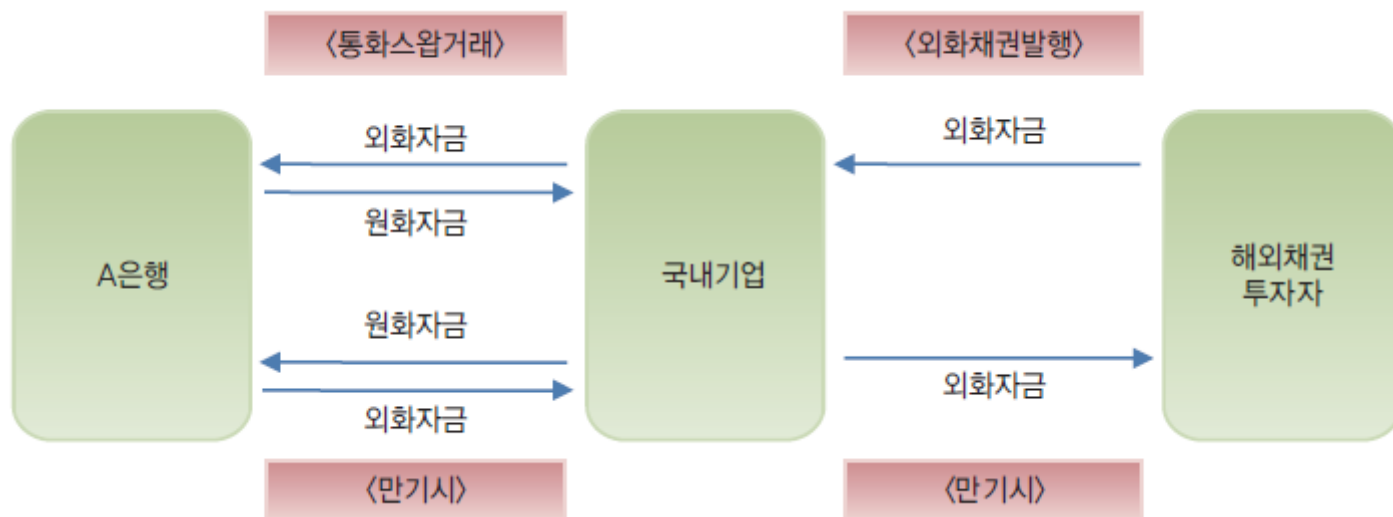 〈통화스왑거래〉
〈외화채권발행〉
외화자금
외화자금
원화자금
A은행
국내기업
해외채권
투자자
원화자금
외화자금
외화자금
〈만기시〉
〈만기시〉